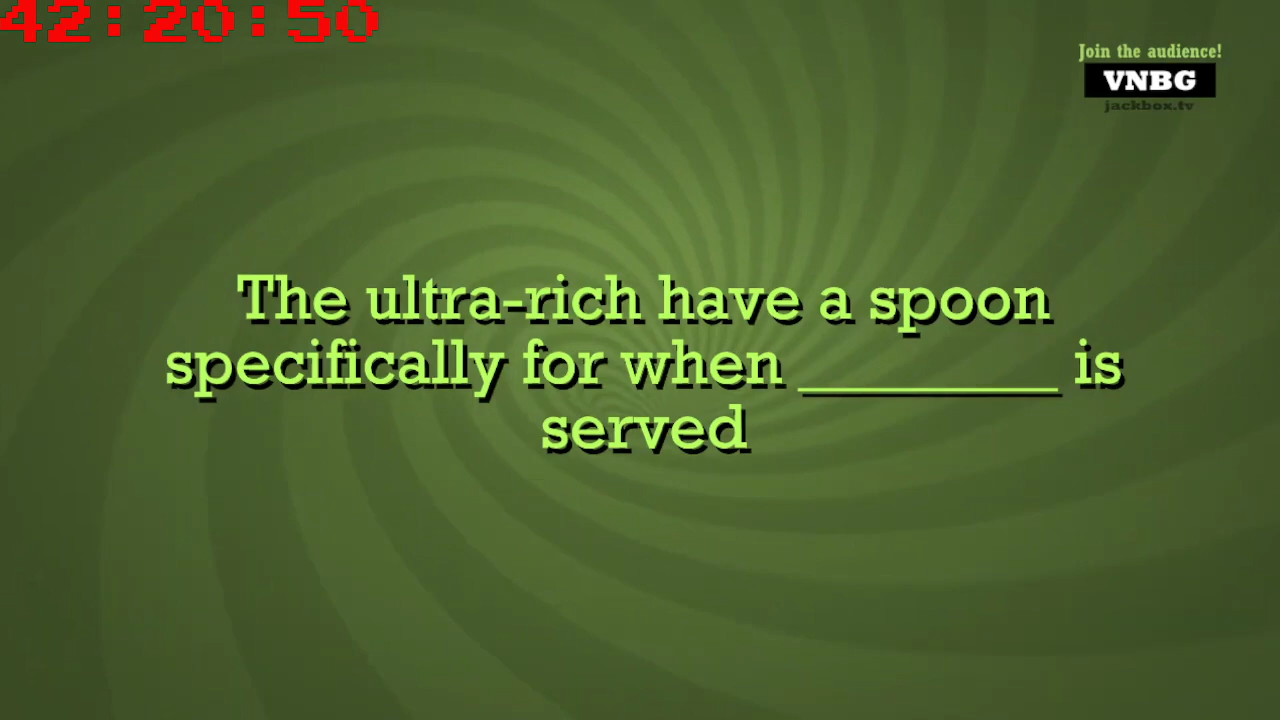 42:20:50
Join the audience!
VNBG
jackbox.tv
The ultra-rich have a spoon
specifically for when ________ is
served